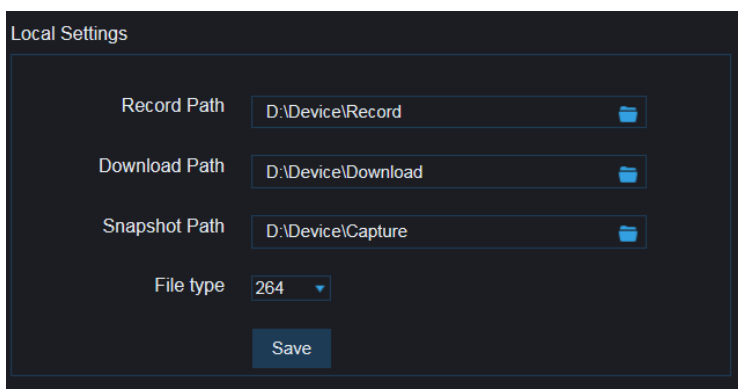 Local Settings
Record Path D:\Device\Record
Download Path D:\Device\Download
Snapshot Path D:\Device\Capture
File type 264
Save